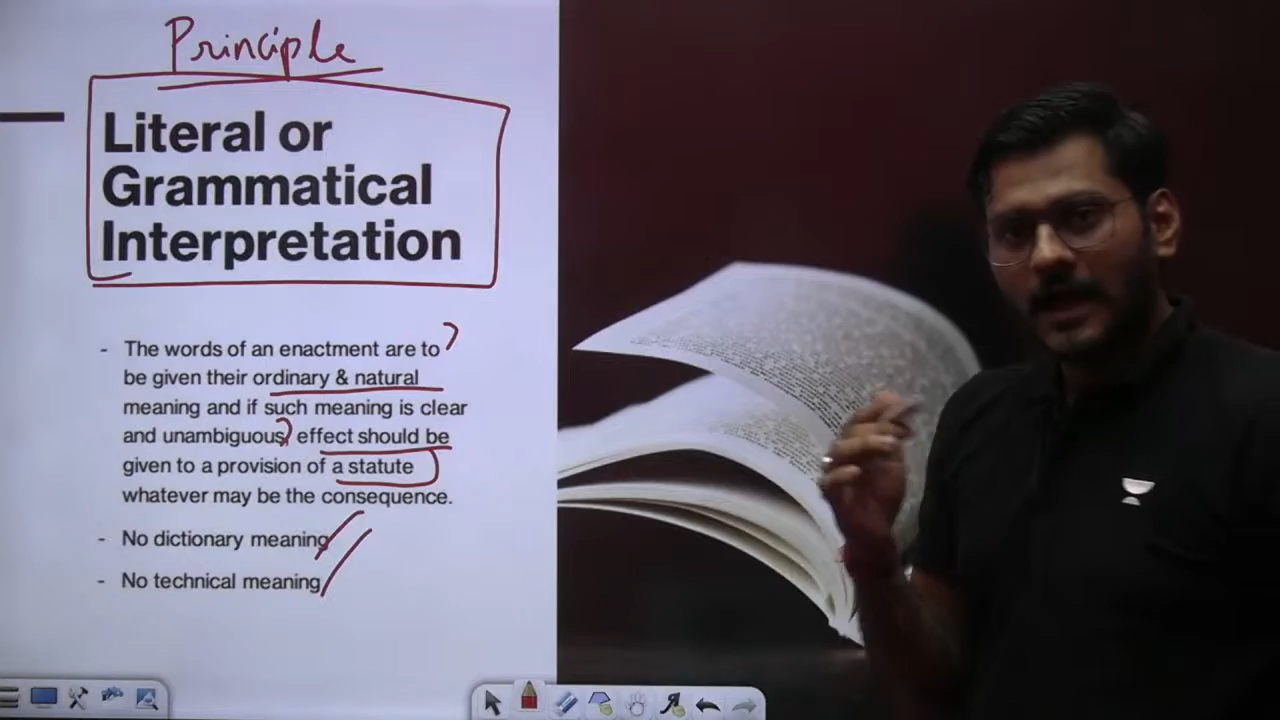 Principle
Literal or
Grammatical
Interpretation
- The words of an enactment are to
be given their ordinary & natural
meaning and if such meaning is clear
and unambiguous, effect should be
given to a provision of a statute
whatever may be the consequence.
- No dictionary meaning
- No technical meaning